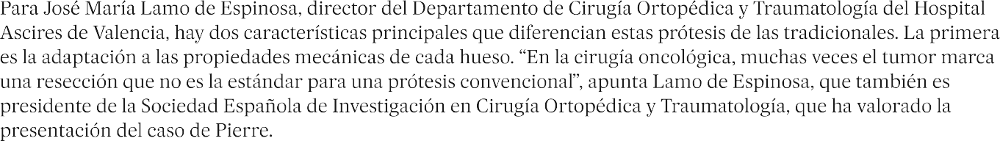 Para José María Lamo de Espinosa, director del Departamento de Cirugía Ortopédica y Traumatología del Hospital
Ascires de Valencia, hay dos características principales que diferencian estas prótesis de las tradicionales. La primera
es la adaptación a las propiedades mecánicas de cada hueso. “En la cirugía oncológica, muchas veces el tumor marca
una resección que no es la estándar para una prótesis convencional”, apunta Lamo de Espinosa, que también es
presidente de la Sociedad Española de Investigación en Cirugía Ortopédica y Traumatología, que ha valorado la
presentación del caso de Pierre.